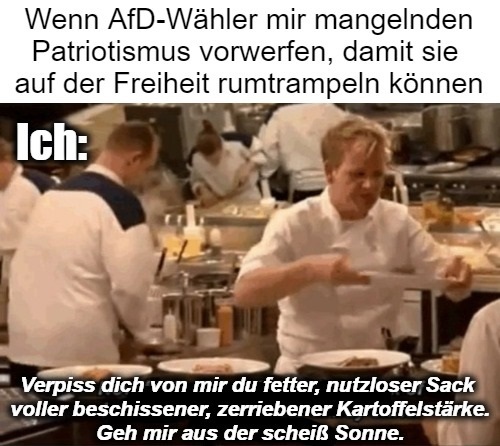 Wenn AfD-Wähler mir mangelnden
Patriotismus vorwerfen, damit sie
auf der Freiheit rumtrampeln können
Ich:
Verpiss dich von mir du fetter, nutzloser Sack
voller beschissener, zerriebener Kartoffelstärke.
Geh mir aus der scheiß Sonne.